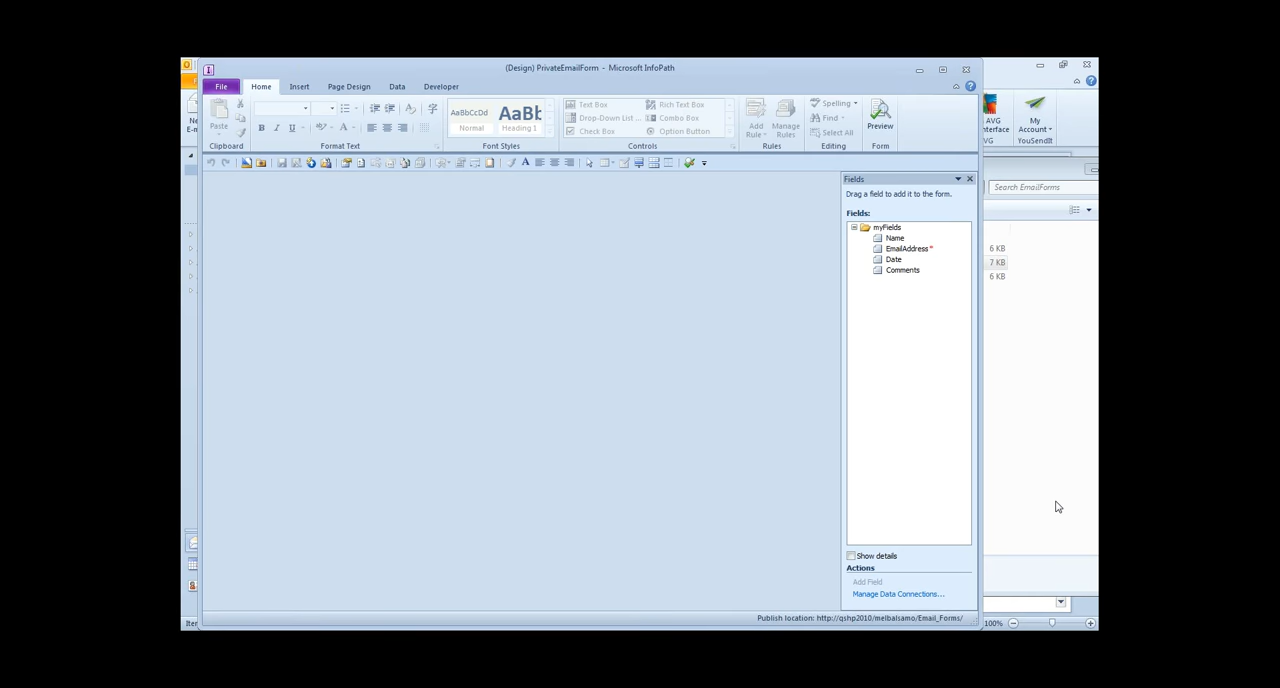 (Design) PrivateEmailForm - Microsoft InfoPath
File Home Insert Page Design Data Developer
Paste
Clipboard
B I U
Format Text
AaBbCcDd AaBb
Normal Heading 1
Font Styles
Text Box Rich Text Box
Drop-Down List ... Combo Box
Check Box Option Button
Controls
Add Rule
Manage Rules
Rules
Spelling
Find
Select All
Editing
Preview
Form
AVG
My
Account
YouSendIt
Search EmailForms
Fields
Drag a field to add it to the form.
Fields:
myFields
Name
EmailAddress *
Date
Comments
6 KB
7 KB
6 KB
Show details
Actions
Add Field
Manage Data Connections...
Publish location: http://qshp2010/melbalsamo/Email_Forms/
100%